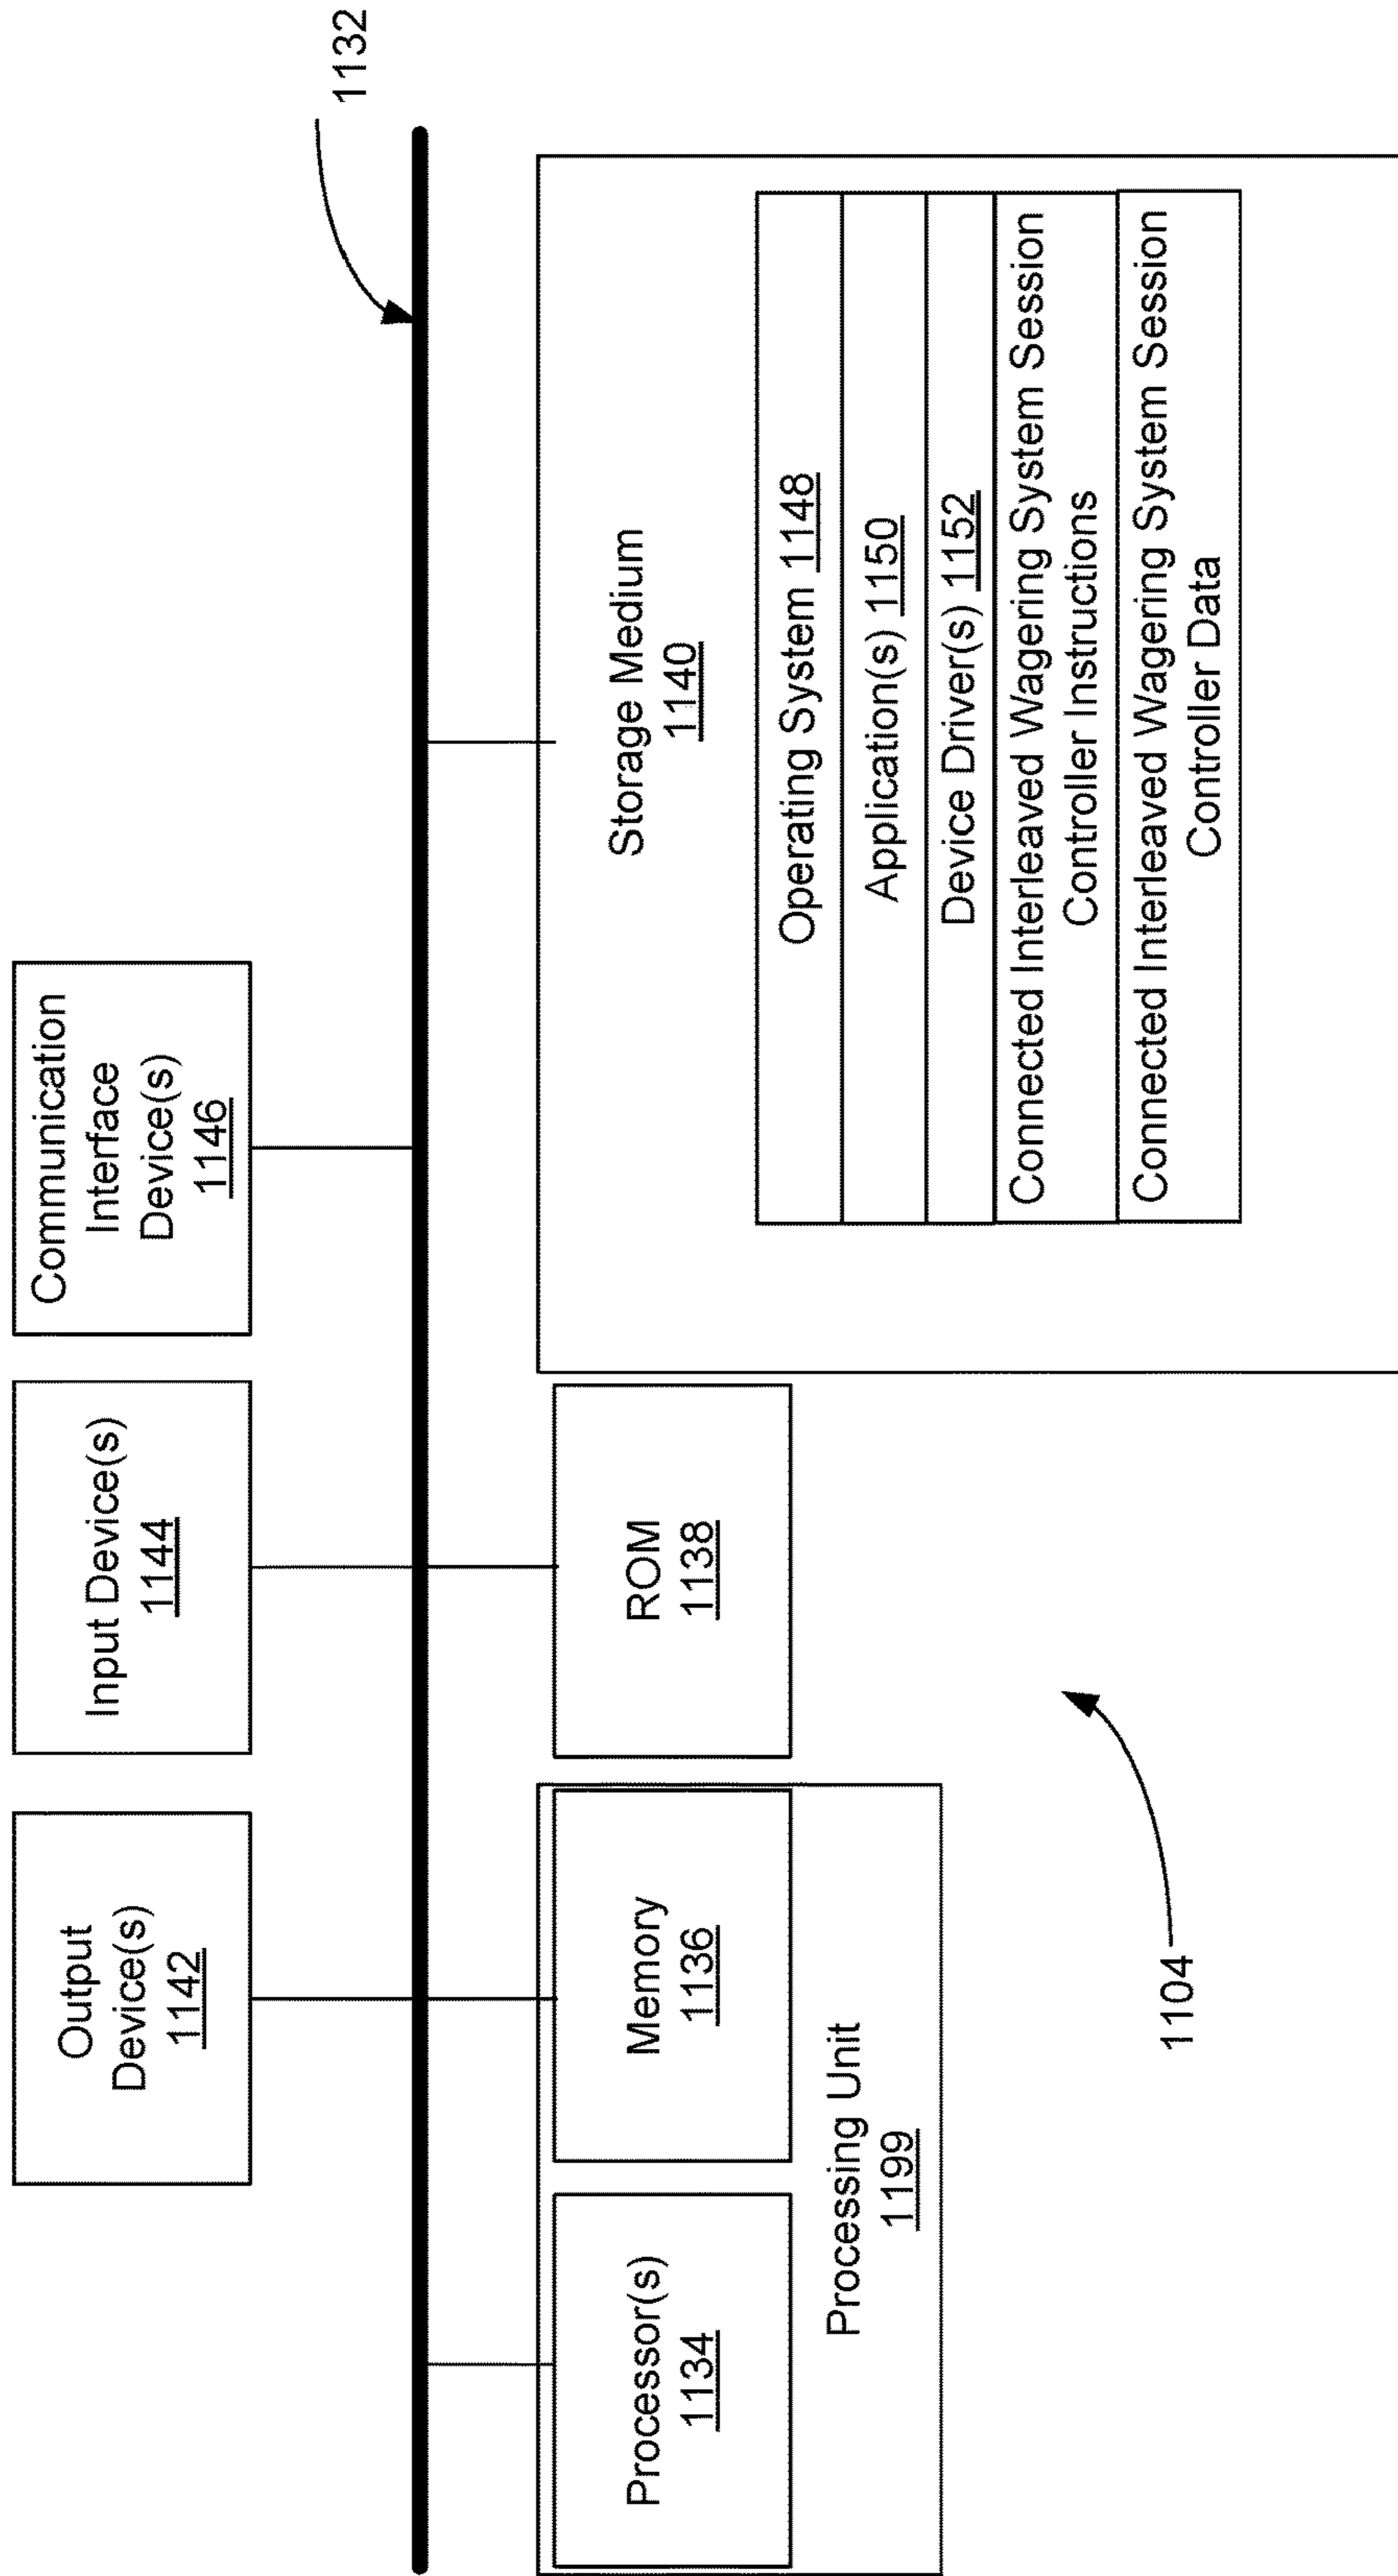 Output
Device(s)
1142
Input Device(s)
1144
Communication
Interface
Device(s)
1146
1132
Processor(s)
1134
Memory
1136
Processing Unit
1199
ROM
1138
Storage Medium
1140
Operating System 1148
Application(s) 1150
Device Driver(s) 1152
Connected Interleaved Wagering System Session
Controller Instructions
Connected Interleaved Wagering System Session
Controller Data
1104